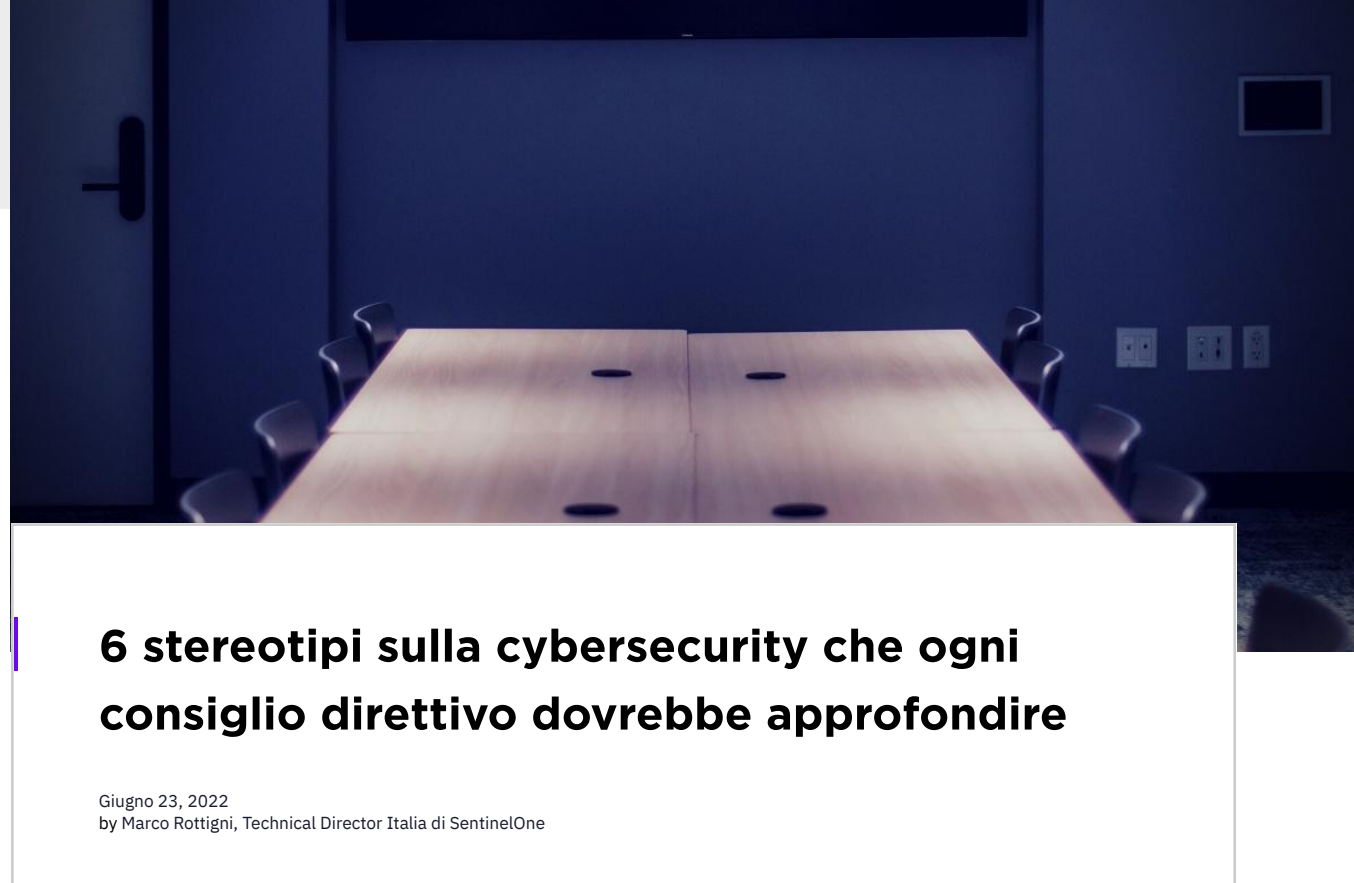 6 stereotipi sulla cybersecurity che ogni
consiglio direttivo dovrebbe approfondire
Giugno 23, 2022
by Marco Rottigni, Technical Director Italia di SentinelOne